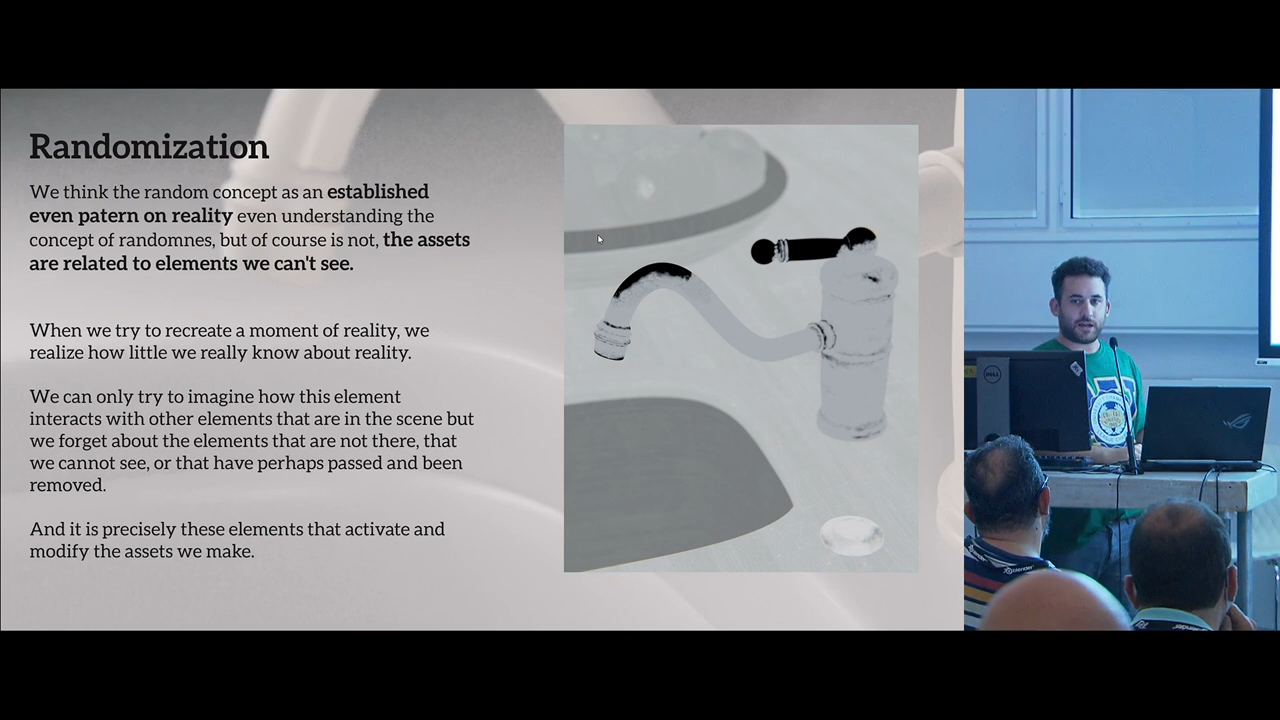 Randomization
We think the random concept as an established
even patern on reality even understanding the
concept of randomnes, but of course is not, the assets
are related to elements we can't see.
When we try to recreate a moment of reality, we
realize how little we really know about reality.
We can only try to imagine how this element
interacts with other elements that are in the scene but
we forget about the elements that are not there, that
we cannot see, or that have perhaps passed and been
removed.
And it is precisely these elements that activate and
modify the assets we make.
DELL
blender